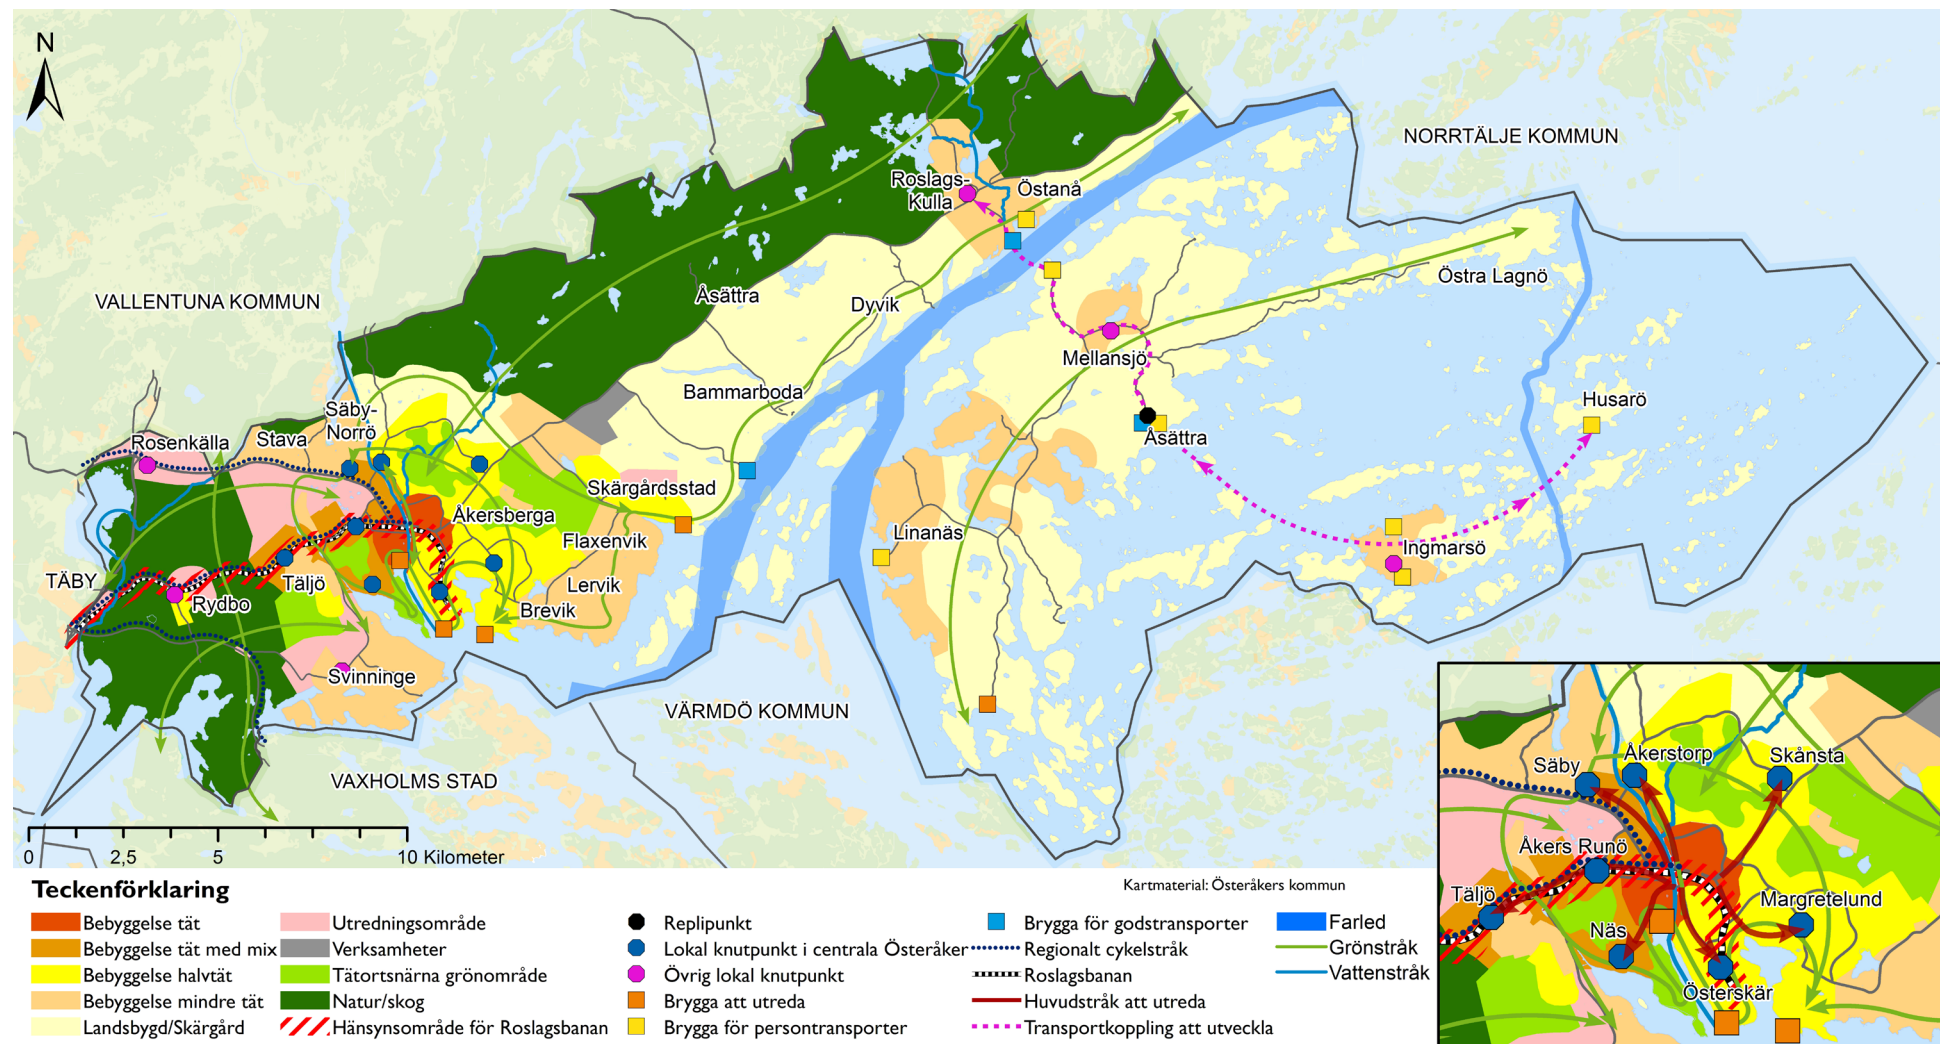 N
NORRTÄLJE KOMMUN
Roslags-
Kulla
Östanå
Östra Lagnö
Åsättra
VALLENTUNA KOMMUN
Dyvik
Mellansjö
Bammarboda
Husarö
Säby-
Norrö
Rosenkälla
Stava
Åsättra
Skärgårdsstad
Åkersberga
Linanäs
Flaxenvik
Ingmarsö
TÄBY
Täljö
Lervik
Rydbo
Brevik
Svinninge
VÄRMDÖ KOMMUN
VAXHOLMS STAD
Åkerstorp
Skånsta
Säby
Åkers Runö
Täljö
Margretelund
Näs
Österskär
0 2,5 5 10 Kilometer
Teckenförklaring
Kartmaterial: Österåkers kommun
Bebyggelse tät
Bebyggelse tät med mix
Bebyggelse halvtät
Bebyggelse mindre tät
Landsbygd/Skärgård
Utredningsområde
Verksamheter
Tätortsnärna grönområde
Natur/skog
Hänsynsområde för Roslagsbanan
Replipunkt
Lokal knutpunkt i centrala Österåker
Övrig lokal knutpunkt
Brygga att utreda
Brygga för persontransporter
Brygga för godstransporter
Regionalt cykelstråk
Roslagsbanan
Huvudstråk att utreda
Transportkoppling att utveckla
Farled
Grönstråk
Vattenstråk